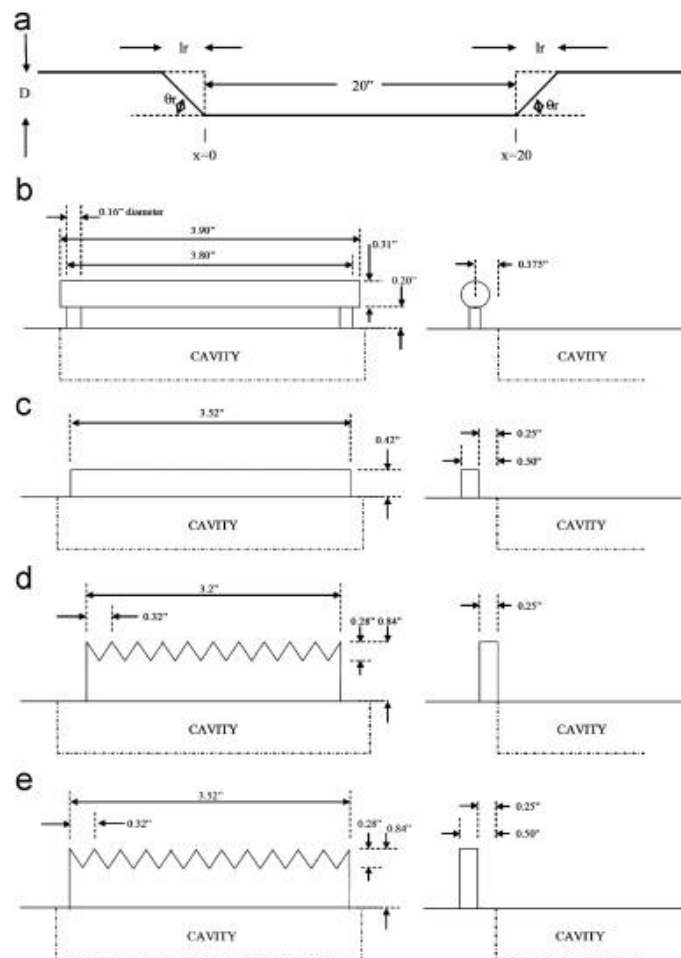 a
lr
lr
20"
D
θr
θr
x=0
x=20
b
0.16" diameter
3.90"
3.80"
0.31"
0.20"
0.375"
CAVITY
CAVITY
c
3.52"
0.42"
0.25"
0.50"
CAVITY
CAVITY
d
3.2"
0.32"
0.28" 0.84"
0.25"
CAVITY
CAVITY
e
3.52"
0.32"
0.28"
0.84"
0.25"
0.50"
CAVITY
CAVITY